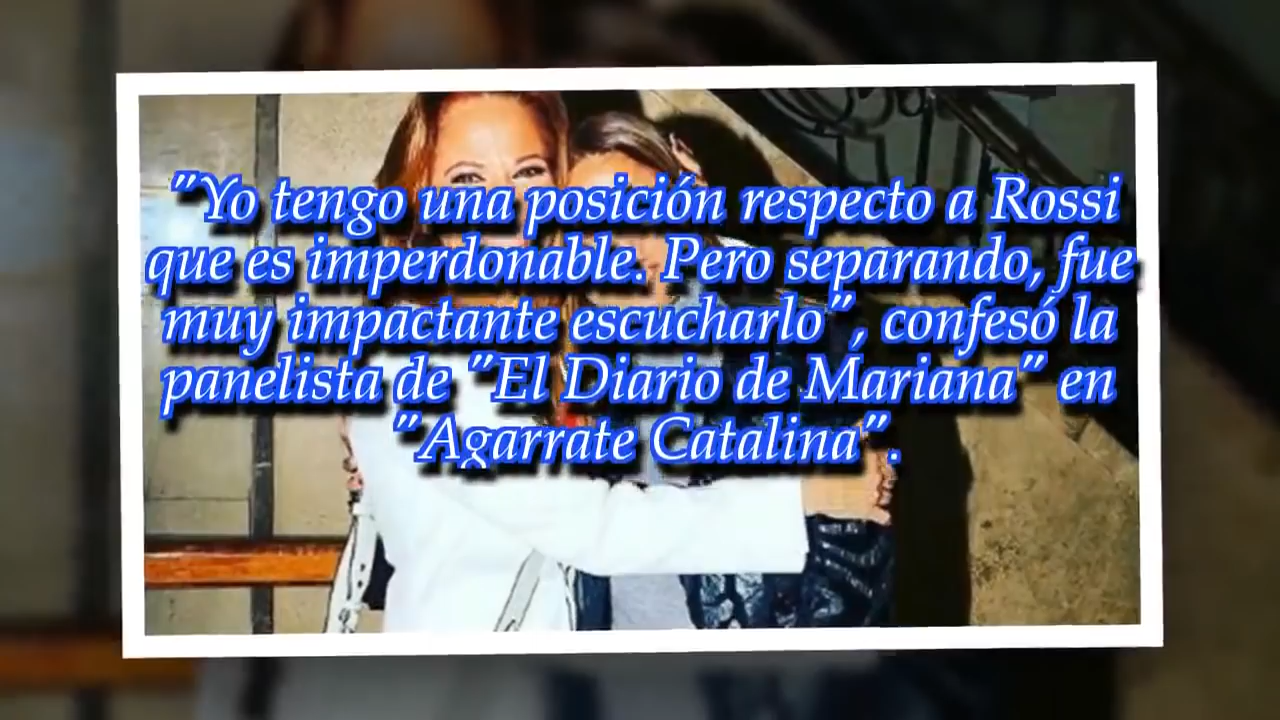 "Yo tengo una posición respecto a Rossi
que es imperdonable. Pero separando, fue
muy impactante escucharlo", confesó la
panelista de "El Diario de Mariana" en
"Agarrate Catalina".